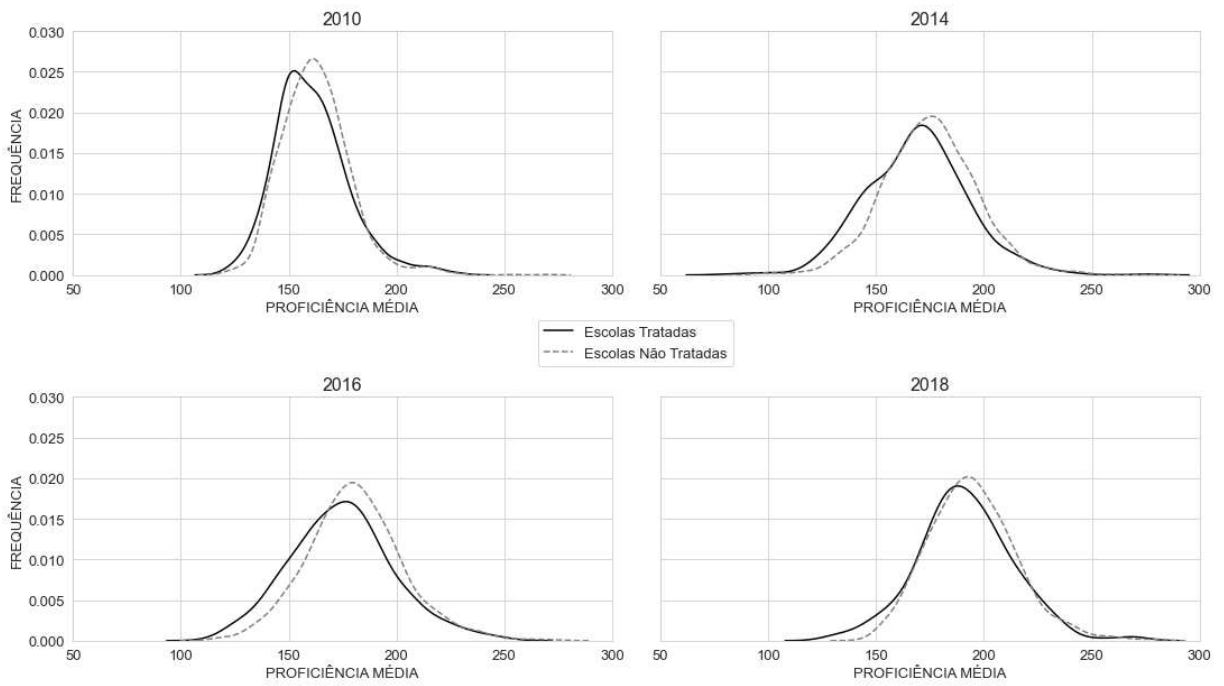 2010
2014
0.030
0.025
0.020
0.015
0.010
0.005
0.000
FREQUÊNCIA
50 100 150 200 250 300
50 100 150 200 250 300
PROFICIÊNCIA MÉDIA
PROFICIÊNCIA MÉDIA
Escolas Tratadas
Escolas Não Tratadas
2016
2018
0.030
0.025
0.020
0.015
0.010
0.005
0.000
FREQUÊNCIA
50 100 150 200 250 300
50 100 150 200 250 300
PROFICIÊNCIA MÉDIA
PROFICIÊNCIA MÉDIA